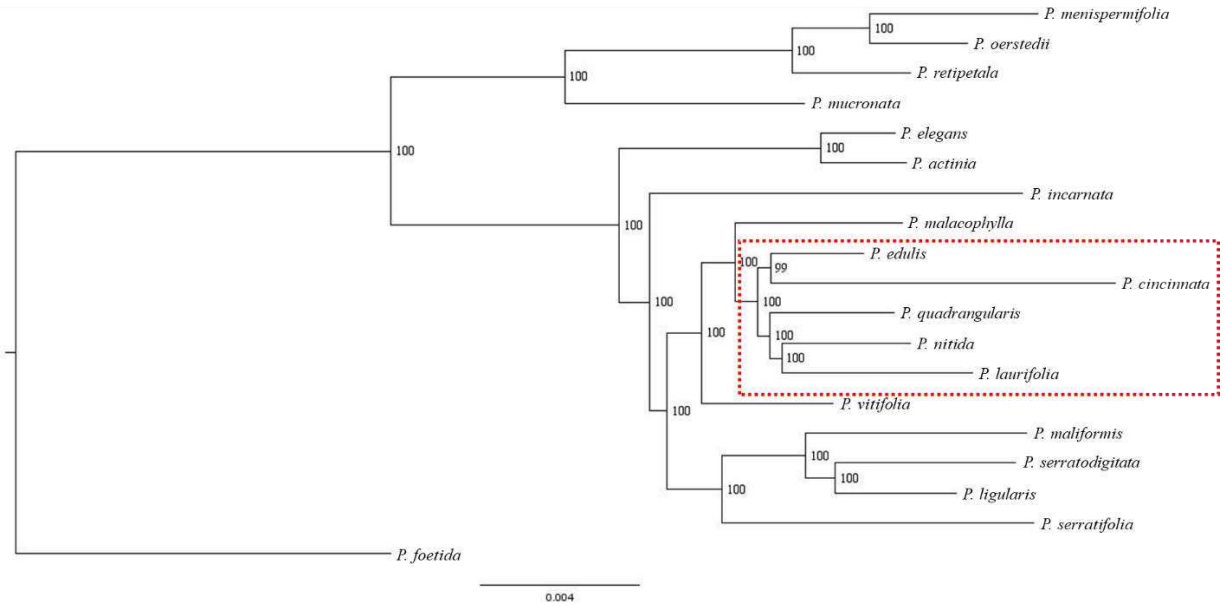 P. menispermifolia
100
P. oerstedii
100
P. retipetala
100
P. mucronata
P. elegans
100
100
P. actinia
P. incarnata
100
P. malacophylla
P. edulis
100
99
P. cincinnata
100
100
P. quadrangularis
100
100
P. nitida
100
P. laurifolia
P. vitifolia
100
P. maliformis
100
P. serratodigitata
100
100
P. ligularis
P. serratifolia
P. foetida
0.004